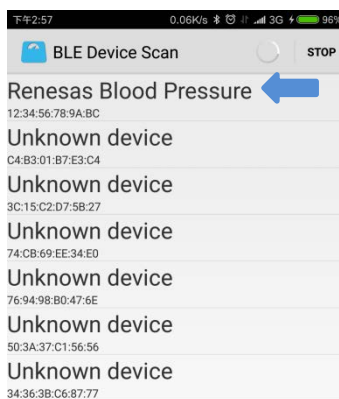 下午2:57 0.06K/s 3G 96%
BLE Device Scan STOP
Renesas Blood Pressure
12:34:56:78:9A:BC
Unknown device
C4:B3:01:B7:E3:C4
Unknown device
3C:15:C2:D7:5B:27
Unknown device
74:CB:69:EE:34:E0
Unknown device
76:94:98:B0:47:6E
Unknown device
50:3A:37:C1:56:56
Unknown device
34:36:3B:C6:87:77